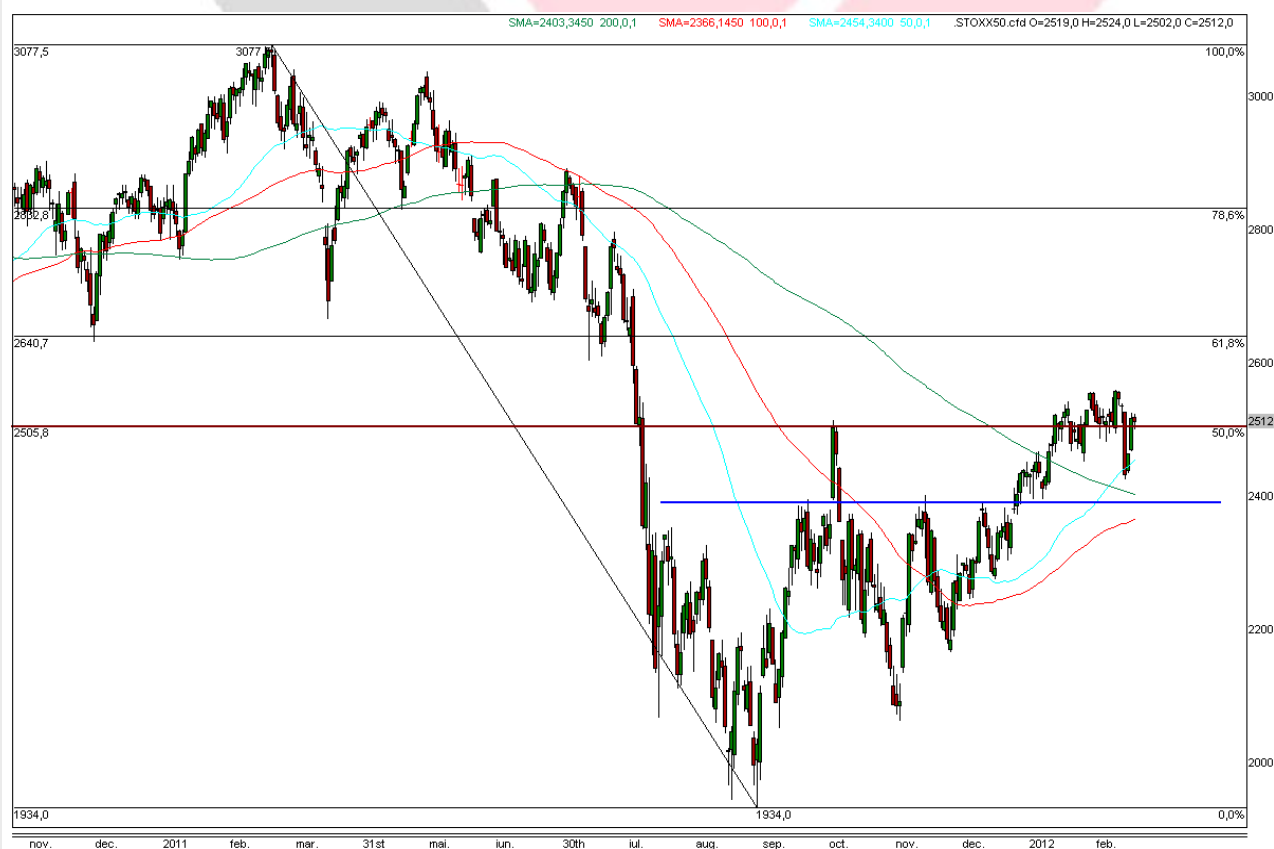 SMA=2403,3450 200,0,1 SMA=2366,1450 100,0,1 SMA=2454,3400 50,0,1 .STOXX50.cfd O=2519,0 H=2524,0 L=2502,0 C=2512,0
3077,5 3077 100,0%
3000
2832,8 78,6%
2800
2640,7 61,8%
2600
2512
2505,8 50,0%
2400
2200
2000
1934,0 1934,0 0,0%
nov. dec. 2011 feb. mar. 31st mai. iun. 30th iul. aug. sep. oct. nov. dec. 2012 feb.